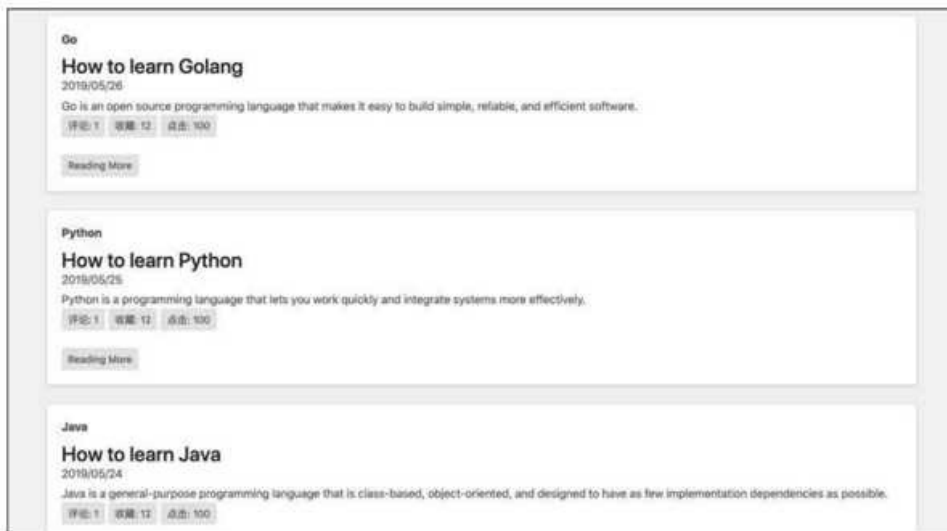 Go
How to learn Golang
2019/05/26
Go is an open source programming language that makes it easy to build simple, reliable, and efficient software.
评论: 1 收藏: 12 点击: 100
Reading More
Python
How to learn Python
2019/05/25
Python is a programming language that lets you work quickly and integrate systems more effectively.
评论: 1 收藏: 12 点击: 100
Reading More
Java
How to learn Java
2019/05/24
Java is a general-purpose programming language that is class-based, object-oriented, and designed to have as few implementation dependencies as possible.
评论: 1 收藏: 12 点击: 100